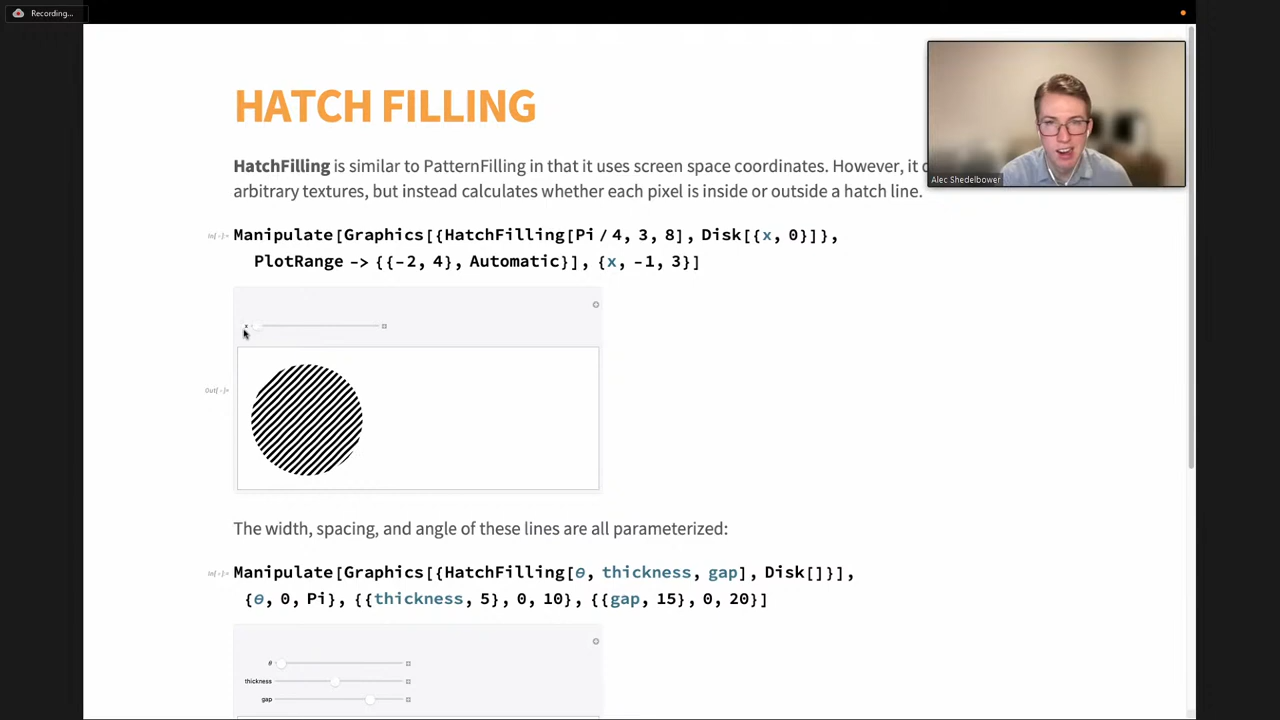 Recording...
HATCH FILLING
HatchFilling is similar to PatternFilling in that it uses screen space coordinates. However, it
arbitrary textures, but instead calculates whether each pixel is inside or outside a hatch line.
Alec Shedelbower
In[-]:=
Manipulate[Graphics[{HatchFilling[Pi / 4, 3, 8], Disk[{x, 0}]},
PlotRange -> {{-2, 4}, Automatic}], {x, -1, 3}]
x
Out[-]=
The width, spacing, and angle of these lines are all parameterized:
In[-]:=
Manipulate[Graphics[{HatchFilling[θ, thickness, gap], Disk[]}],
{θ, 0, Pi}, {{thickness, 5}, 0, 10}, {{gap, 15}, 0, 20}]
θ
thickness
gap